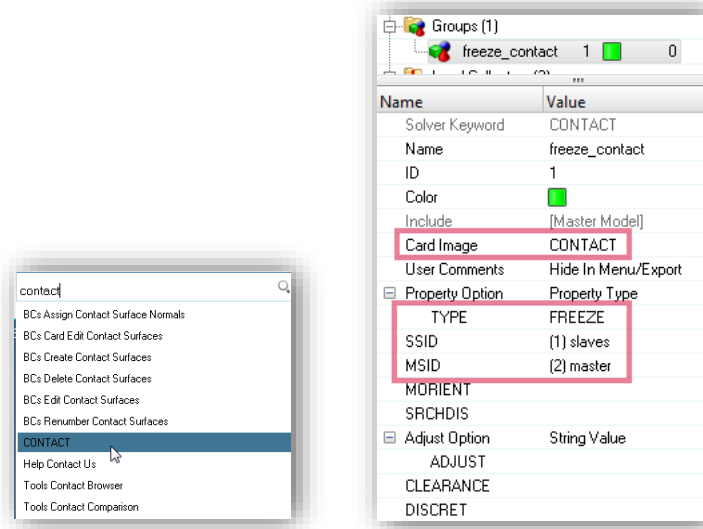 contact
BCs Assign Contact Surface Normals
BCs Card Edit Contact Surfaces
BCs Create Contact Surfaces
BCs Delete Contact Surfaces
BCs Edit Contact Surfaces
BCs Renumber Contact Surfaces
CONTACT
Help Contact Us
Tools Contact Browser
Tools Contact Comparison
Groups (1)
freeze_contact 1 0
Name Value
Solver Keyword CONTACT
Name freeze_contact
ID 1
Color
Include [Master Model]
Card Image CONTACT
User Comments Hide In Menu/Export
Property Option Property Type
TYPE FREEZE
SSID (1) slaves
MSID (2) master
MORIENT
SRCHDIS
Adjust Option String Value
ADJUST
CLEARANCE
DISCRET